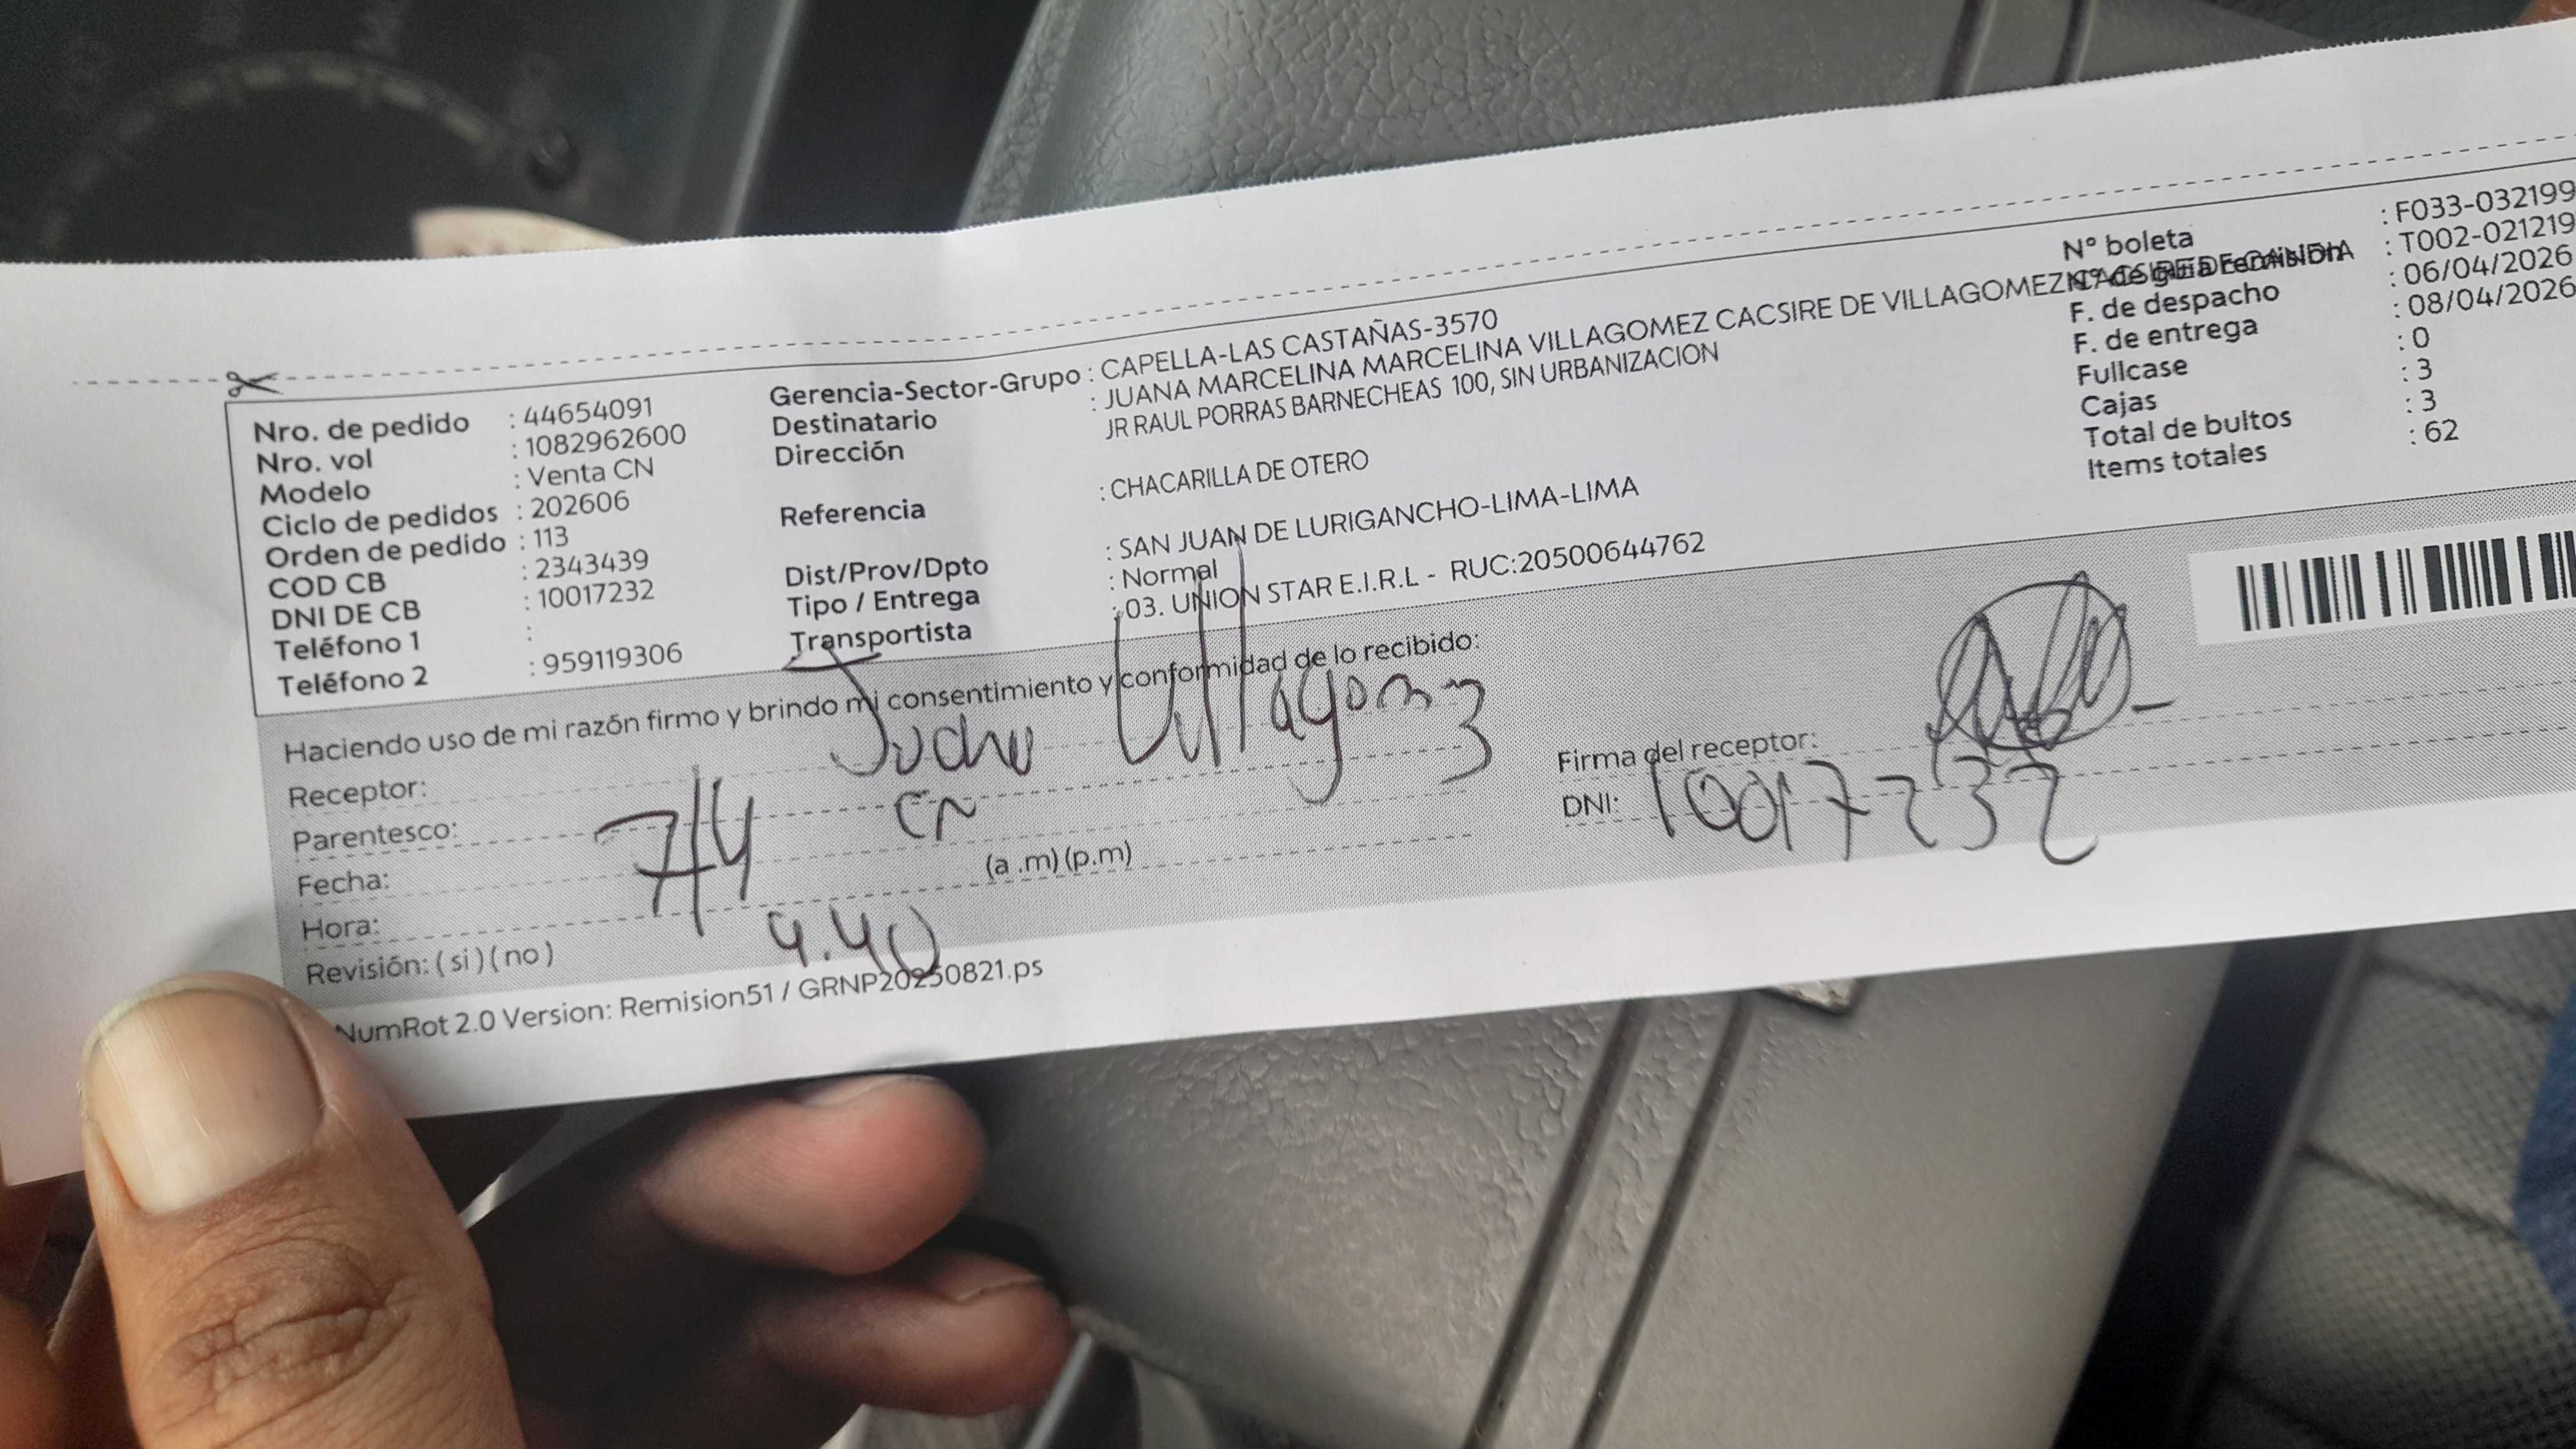 Nro. de pedido : 44654091
Nro. vol : 1082962600
Modelo : Venta CN
Ciclo de pedidos : 202606
Orden de pedido : 113
COD CB : 2343439
DNI DE CB : 10017232
Teléfono 1 :
Teléfono 2 : 959119306
Gerencia-Sector-Grupo : CAPELLA-LAS CASTAÑAS-3570
Destinatario : JUANA MARCELINA MARCELINA VILLAGOMEZ CACSIRE DE VILLAGOMEZ CACSIRE DE CANDIA
Dirección JR RAUL PORRAS BARNECHEAS 100, SIN URBANIZACION
Referencia : CHACARILLA DE OTERO
Dist/Prov/Dpto : SAN JUAN DE LURIGANCHO-LIMA-LIMA
Tipo / Entrega : Normal
Transportista : 03. UNION STAR E.I.R.L - RUC:20500644762
N° boleta : F033-032199
N° de guia remisión : T002-021219
F. de despacho : 06/04/2026
F. de entrega : 08/04/2026
Fullcase : 0
Cajas : 3
Total de bultos : 3
Items totales : 62
Haciendo uso de mi razón firmo y brindo mi consentimiento y conformidad de lo recibido:
Receptor: Villagomz
Parentesco: CN
Fecha: 7/4
Hora: 4.40 (a .m) (p.m)
Revisión: ( si ) ( no )
Firma del receptor:
DNI: 10017232
NumRot 2.0 Version: Remision51 / GRNP20250821.ps